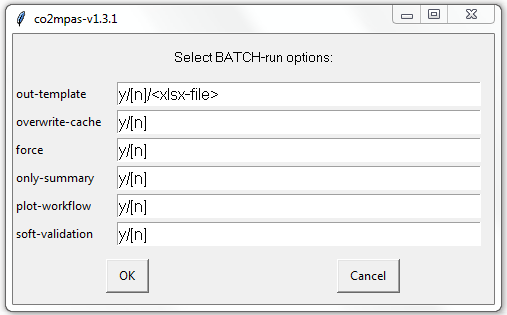 co2mpas-v1.3.1
Select BATCH-run options:
out-template y/[n]/<xlsx-file>
overwrite-cache y/[n]
force y/[n]
only-summary y/[n]
plot-workflow y/[n]
soft-validation y/[n]
OK Cancel